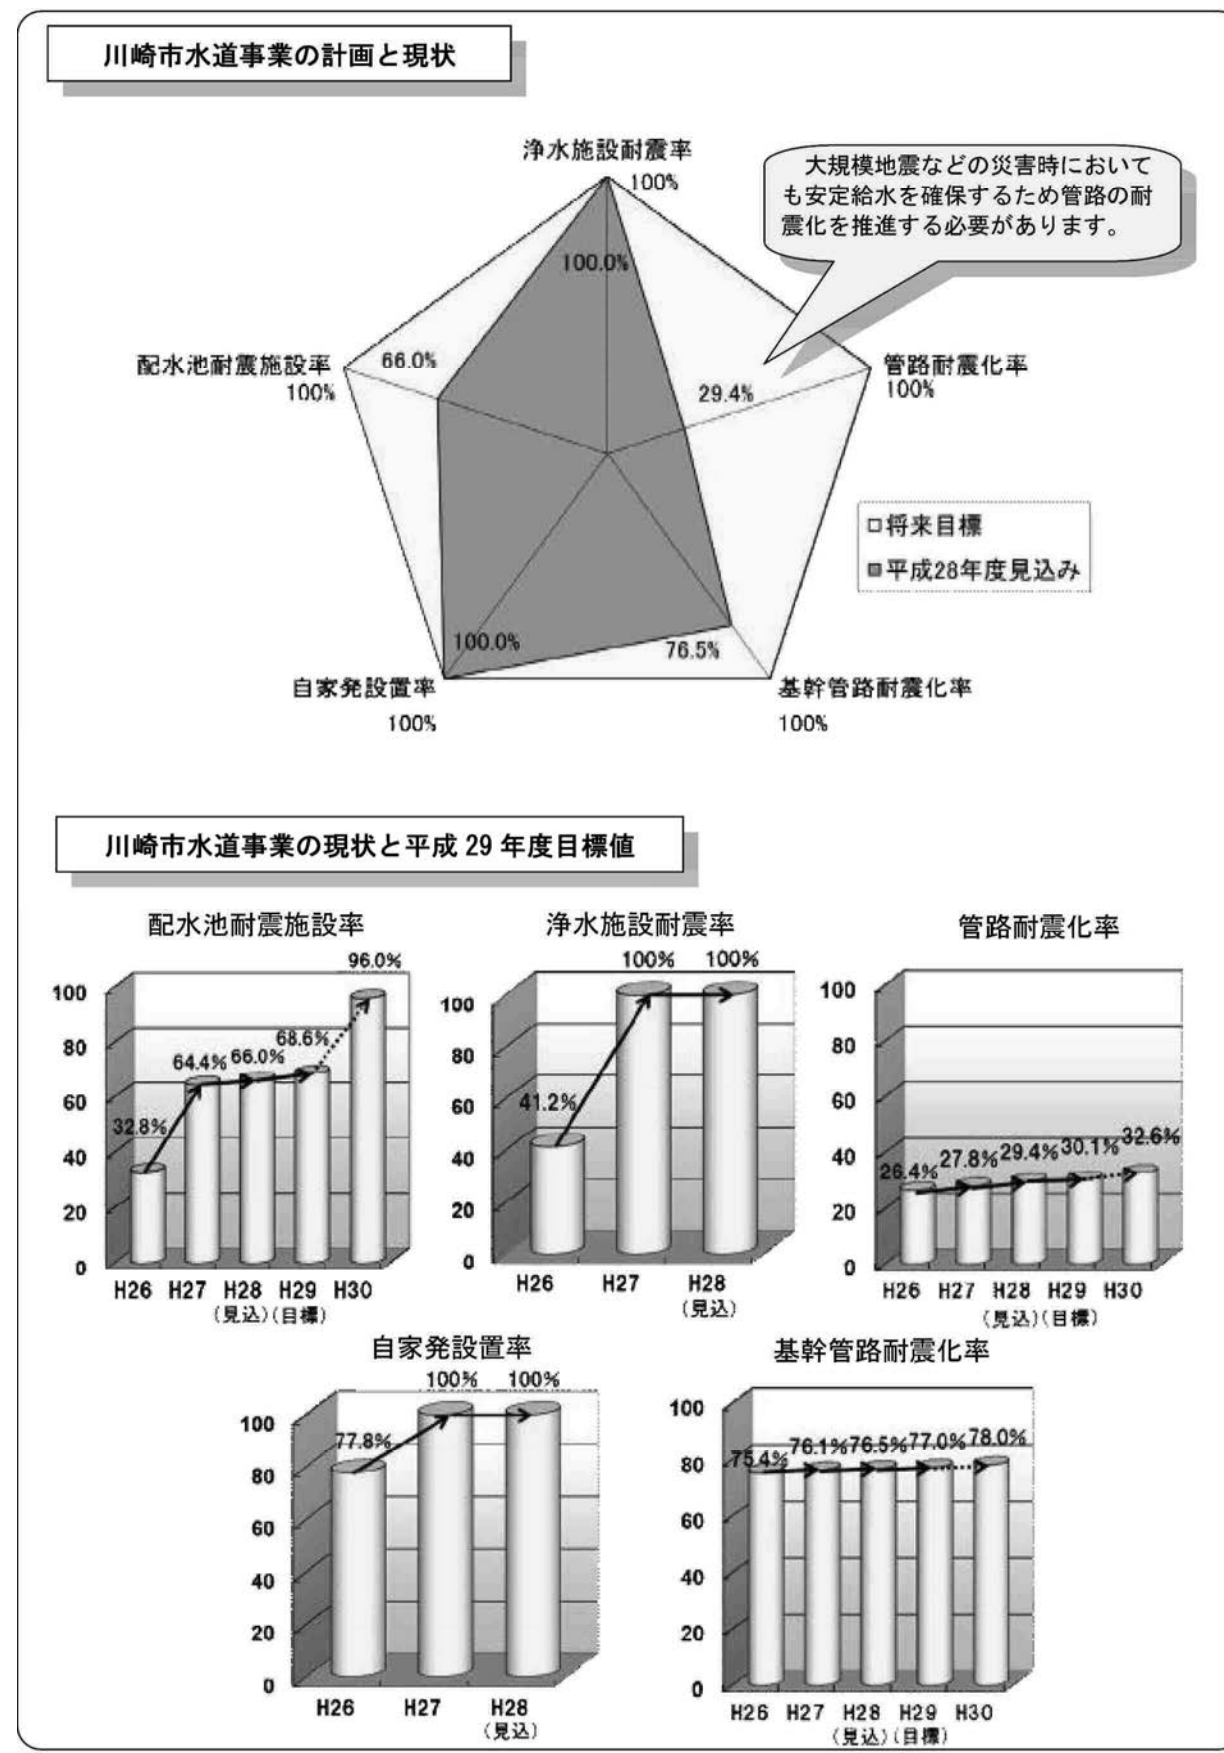 川崎市水道事業の計画と現状
浄水施設耐震率
100%
大規模地震などの災害時において
も安定給水を確保するため管路の耐
震化を推進する必要があります。
100.0%
配水池耐震施設率
100%
66.0%
管路耐震化率
100%
29.4%
□将来目標
■平成28年度見込み
100.0%
76.5%
自家発設置率
100%
基幹管路耐震化率
100%
川崎市水道事業の現状と平成 29 年度目標値
配水池耐震施設率
100
80
60
40
20
0
32.8%
64.4%
66.0%
68.6%
96.0%
H26 H27 H28 H29 H30
(見込)(目標)
浄水施設耐震率
100
80
60
40
20
0
41.2%
100%
100%
H26 H27 H28
(見込)
管路耐震化率
100
80
60
40
20
0
26.4%
27.8%
29.4%
30.1%
32.6%
H26 H27 H28 H29 H30
(見込)(目標)
自家発設置率
100
80
60
40
20
0
77.8%
100%
100%
H26 H27 H28
(見込)
基幹管路耐震化率
100
80
60
40
20
0
75.4%
76.1%
76.5%
77.0%
78.0%
H26 H27 H28 H29 H30
(見込)(目標)